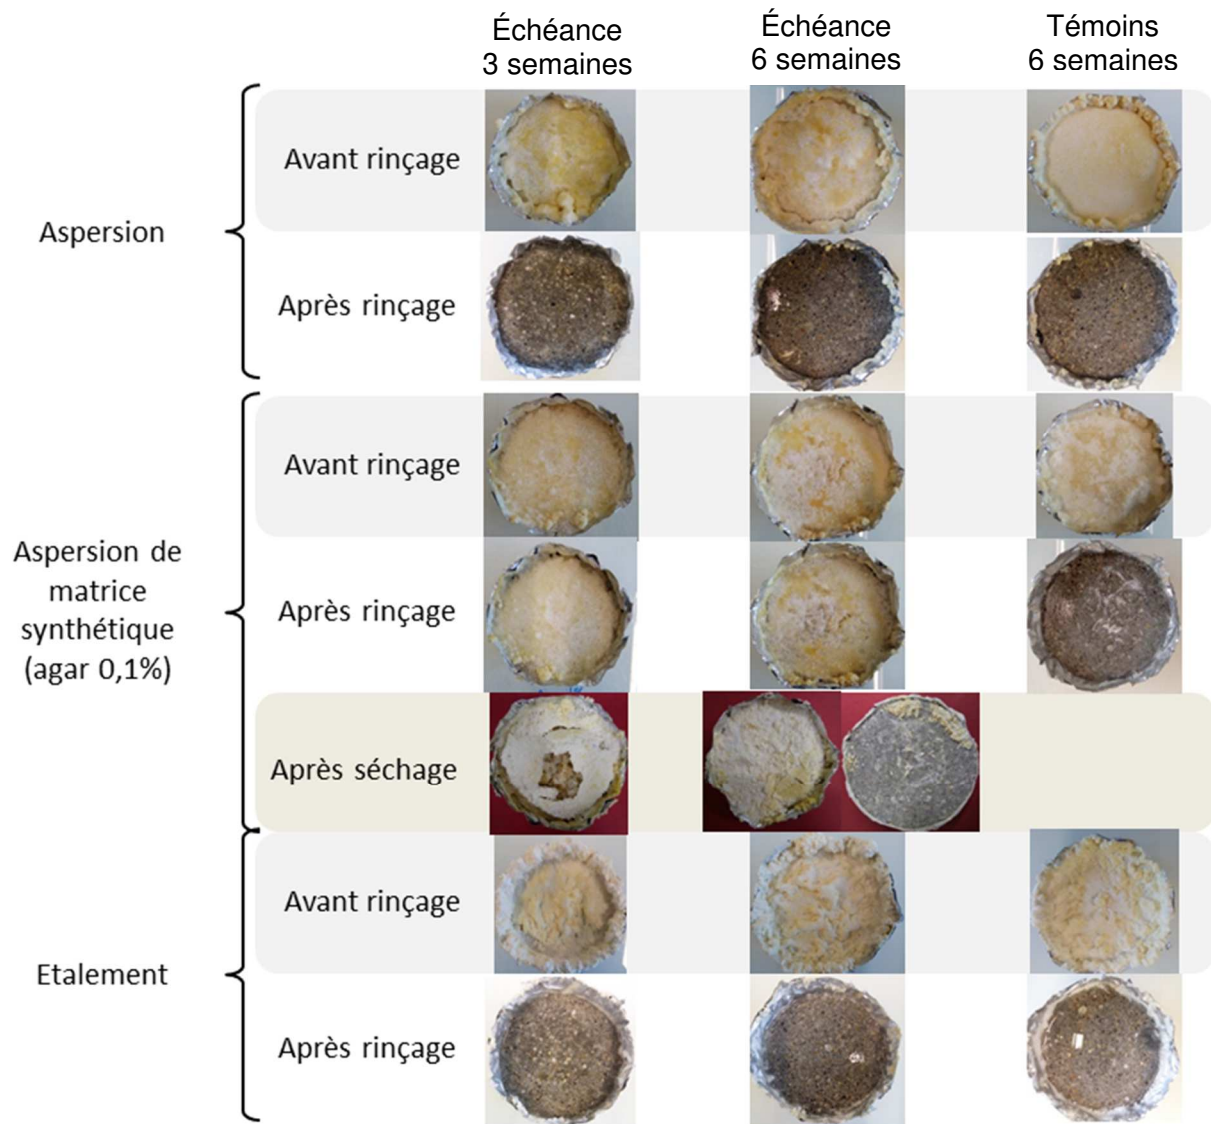 Échéance
3 semaines
Échéance
6 semaines
Témoins
6 semaines
Aspersion
Avant rinçage
Après rinçage
Aspersion de
matrice
synthétique
(agar 0,1%)
Avant rinçage
Après rinçage
Après séchage
Etalement
Avant rinçage
Après rinçage